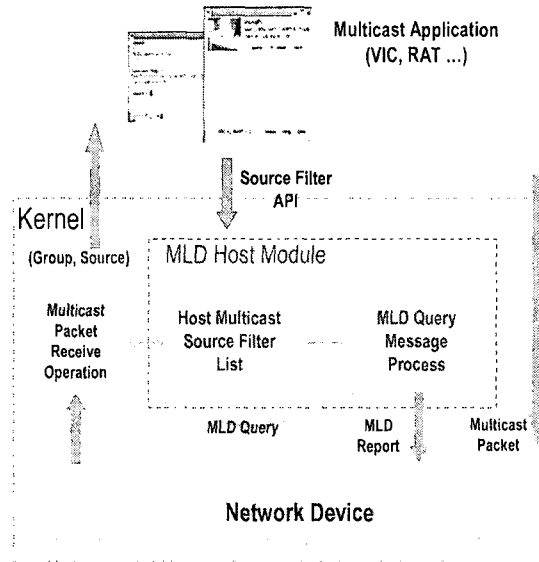 Multicast Application
(VIC, RAT ...)
Source Filter
API
Kernel
(Group, Source)
MLD Host Module
Multicast
Packet
Receive
Operation
Host Multicast
Source Filter
List
MLD Query
Message
Process
MLD Query
MLD
Report
Multicast
Packet
Network Device